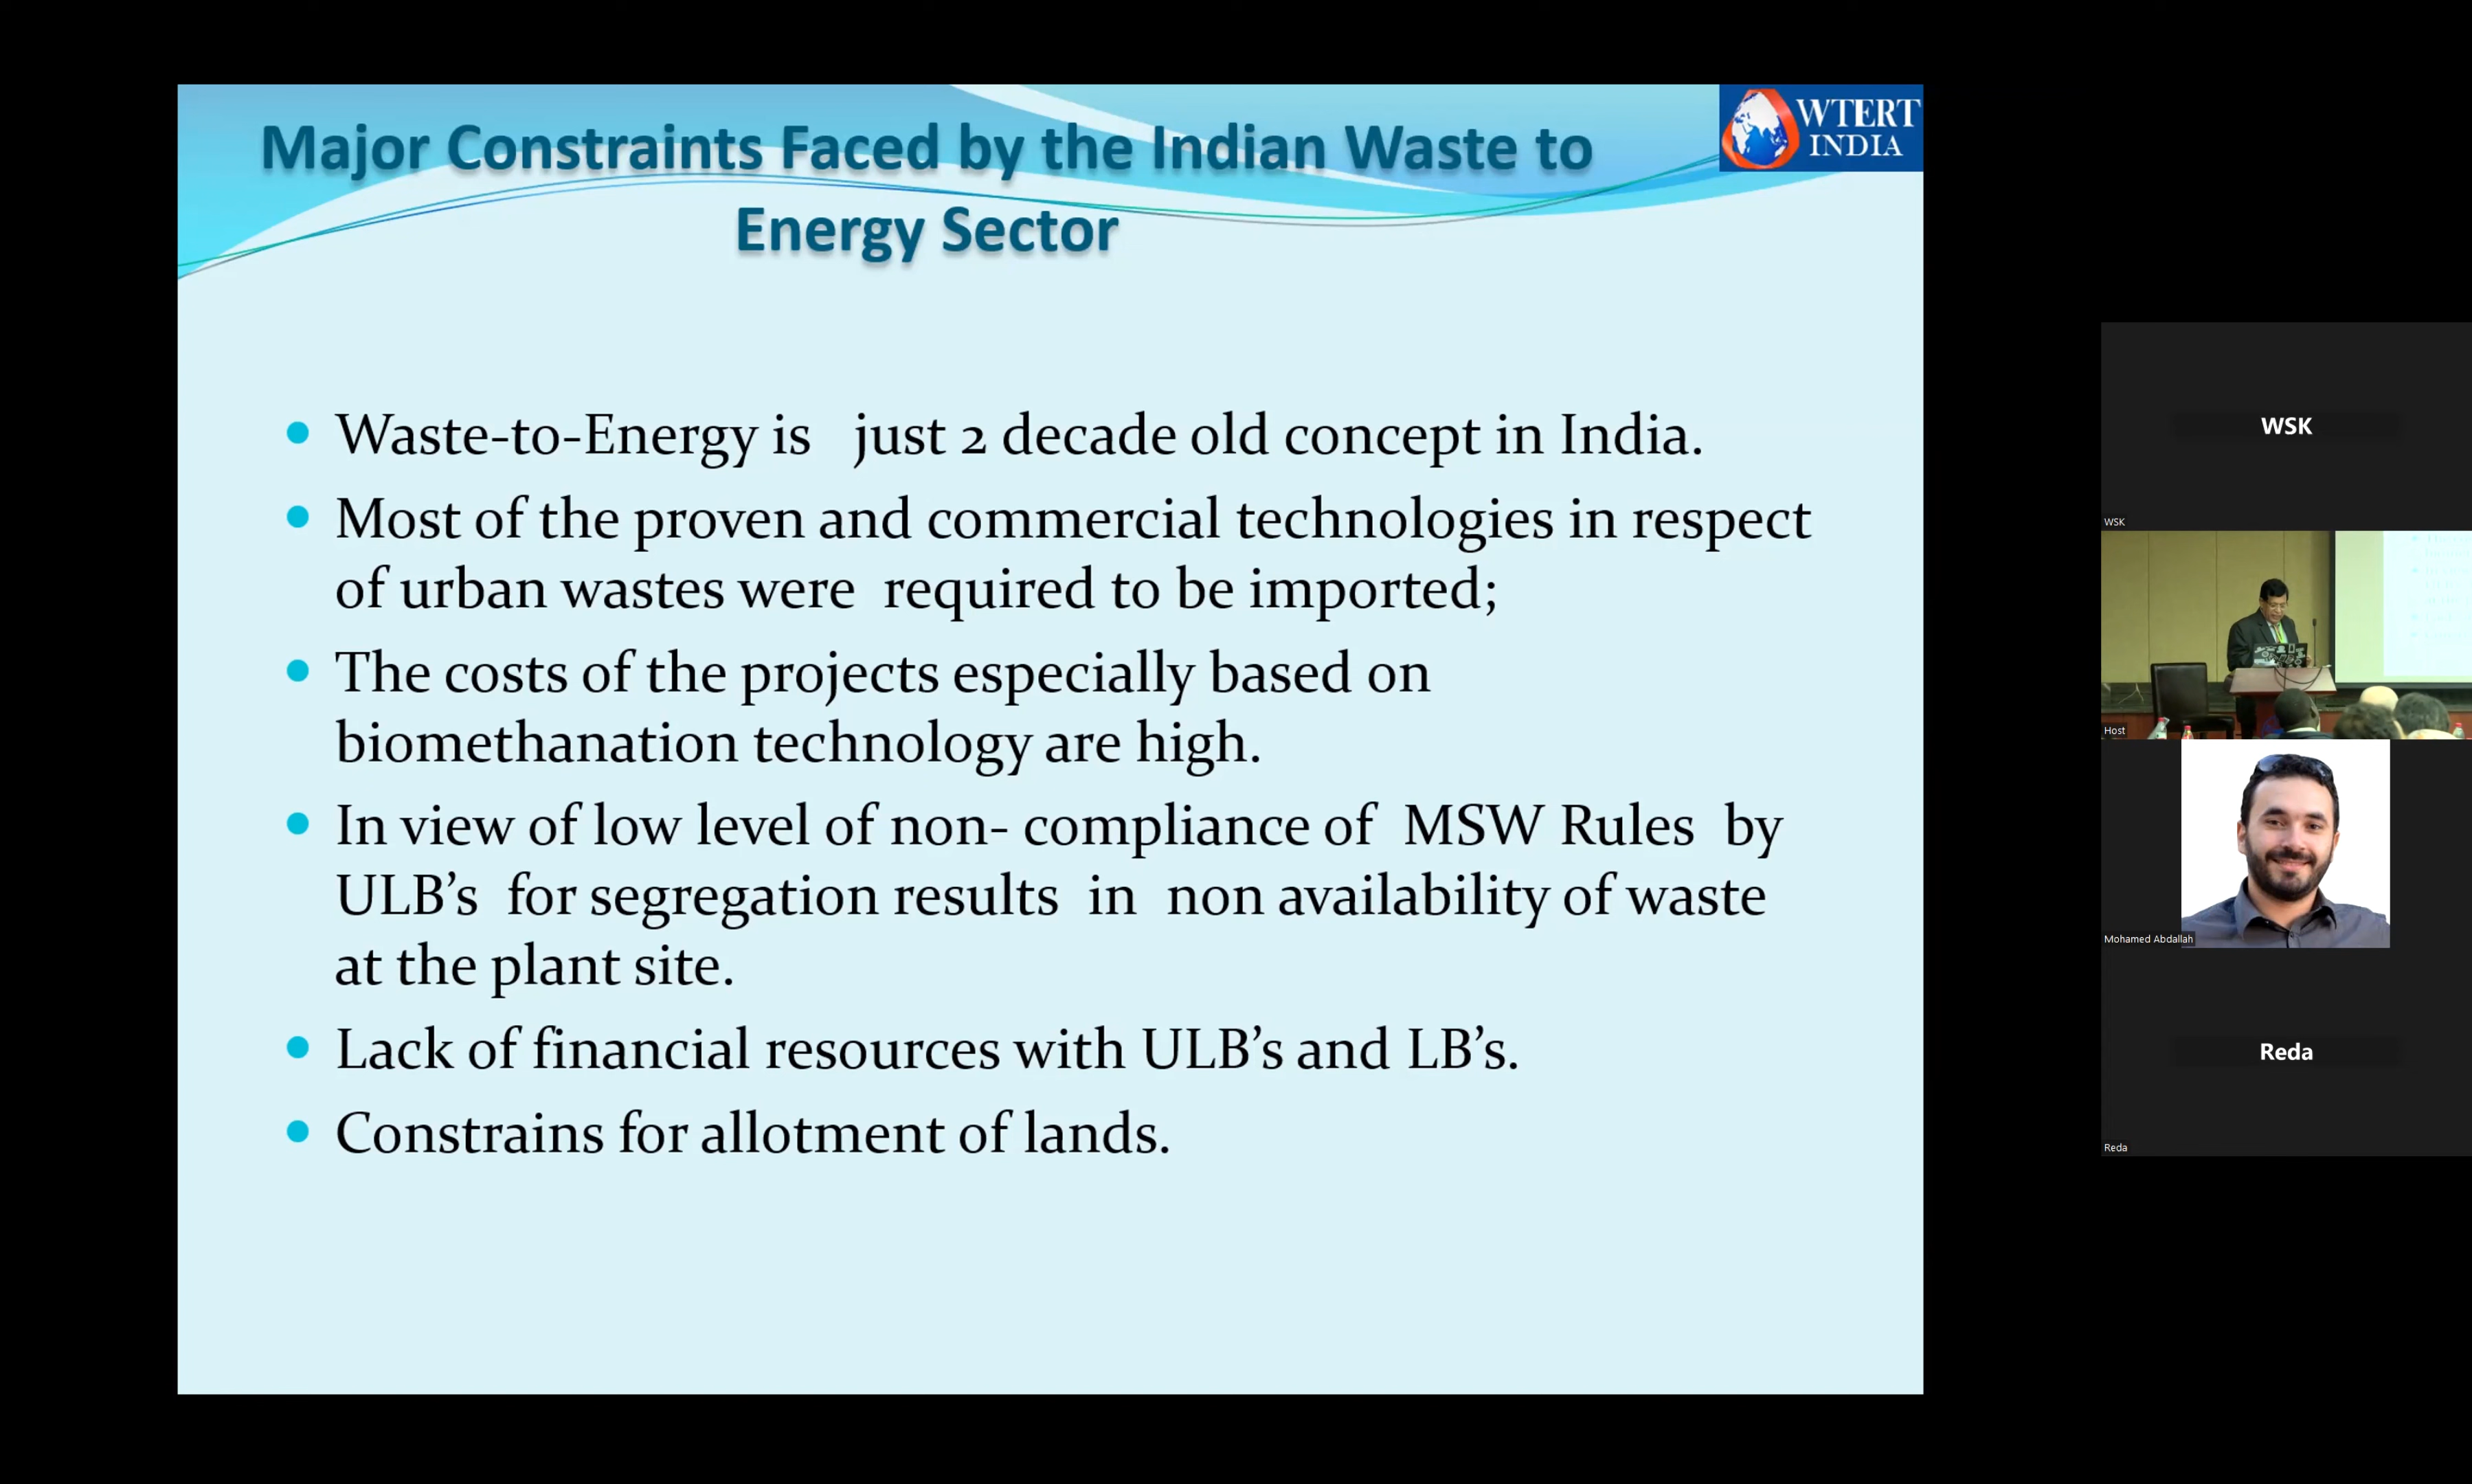 Major Constraints Faced by the Indian Waste to
Energy Sector
WTERT
INDIA
Waste-to-Energy is just 2 decade old concept in India.
Most of the proven and commercial technologies in respect
of urban wastes were required to be imported;
The costs of the projects especially based on
biomethanation technology are high.
In view of low level of non- compliance of MSW Rules by
ULB’s for segregation results in non availability of waste
at the plant site.
Lack of financial resources with ULB’s and LB’s.
Constrains for allotment of lands.
WSK
WSK
Host
Mohamed Abdallah
Reda
Reda